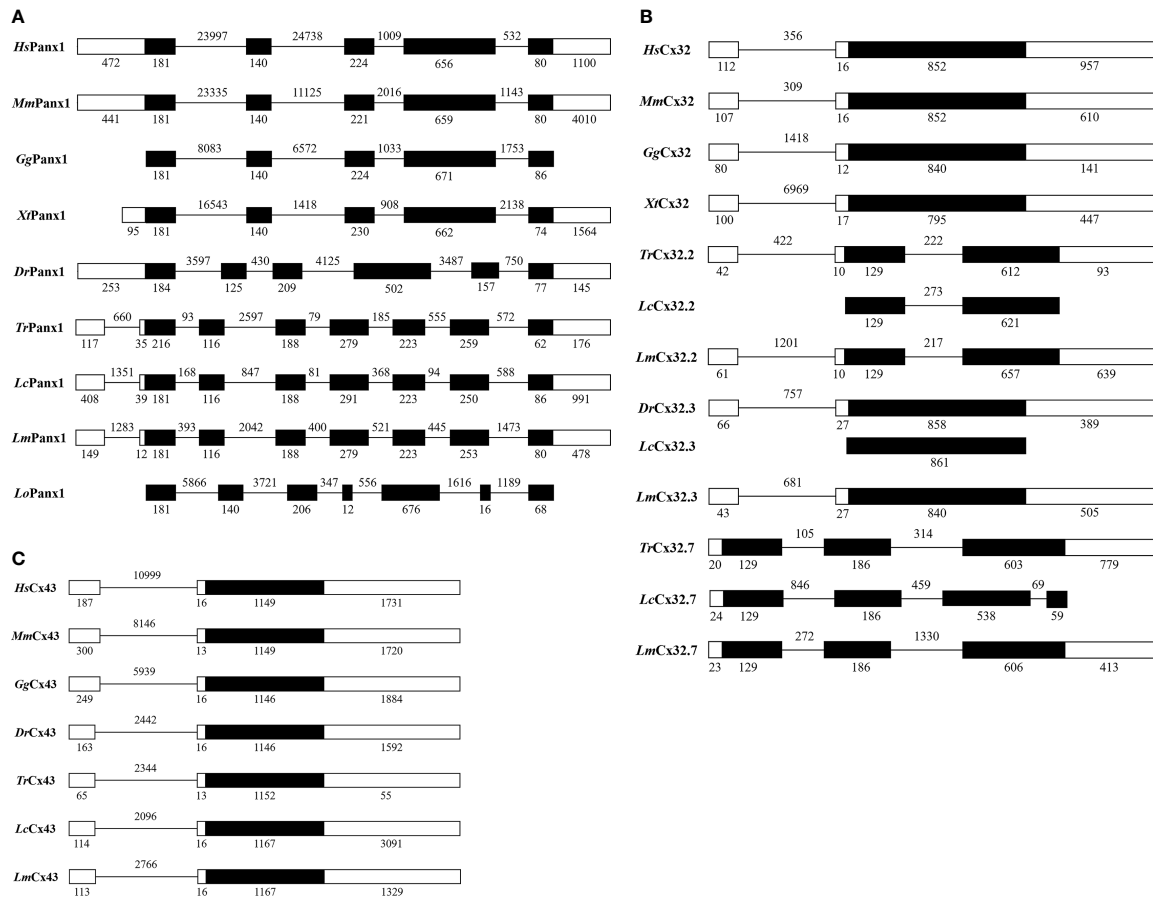 A
23997 24738 1009 532
HsPanx1
472 181 140 224 656 80 1100
23335 11125 2016 1143
MmPanx1
441 181 140 221 659 80 4010
8083 6572 1033 1753
GgPanx1
181 140 224 671 86
16543 1418 908 2138
XtPanx1
95 181 140 230 662 74 1564
3597 430 4125 3487 750
DrPanx1
253 184 125 209 502 157 77 145
660 93 2597 79 185 555 572
TrPanx1
117 35 216 116 188 279 223 259 62 176
1351 168 847 81 368 94 588
LcPanx1
408 39 181 116 188 291 223 250 86 991
1283 393 2042 400 521 445 1473
LmPanx1
149 12 181 116 188 279 223 253 80 478
5866 3721 347 556 1616 1189
LoPanx1
181 140 206 12 676 16 68
B
356
HsCx32
112 16 852 957
309
MmCx32
107 16 852 610
1418
GgCx32
80 12 840 141
6969
XtCx32
100 17 795 447
422 222
TrCx32.2
42 10 129 612 93
273
LcCx32.2
129 621
1201 217
LmCx32.2
61 10 129 657 639
757
DrCx32.3
66 27 858 389
LcCx32.3
861
681
LmCx32.3
43 27 840 505
105 314
TrCx32.7
20 129 186 603 779
846 459 69
LcCx32.7
24 129 186 538 59
272 1330
LmCx32.7
23 129 186 606 413
C
10999
HsCx43
187 16 1149 1731
8146
MmCx43
300 13 1149 1720
5939
GgCx43
249 16 1146 1884
2442
DrCx43
163 16 1146 1592
2344
TrCx43
65 13 1152 55
2096
LcCx43
114 16 1167 3091
2766
LmCx43
113 16 1167 1329